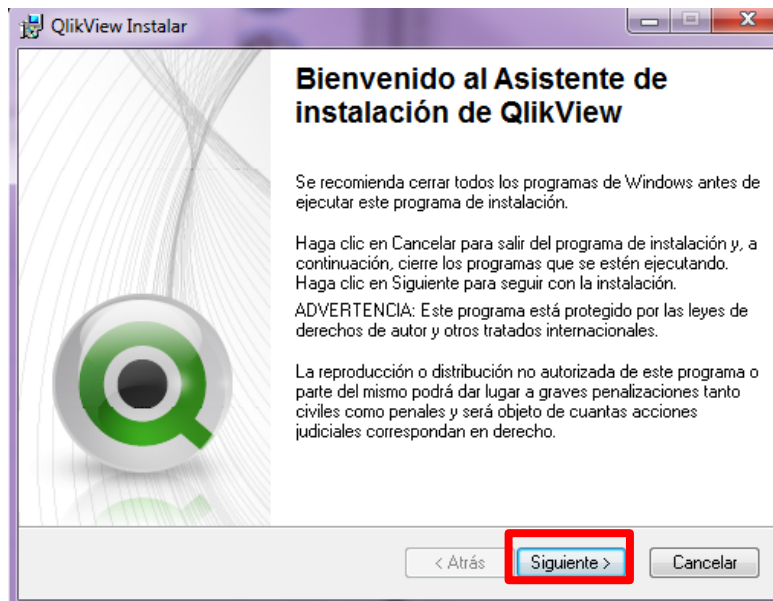 QlikView Instalar
Bienvenido al Asistente de
instalación de QlikView
Se recomienda cerrar todos los programas de Windows antes de
ejecutar este programa de instalación.
Haga clic en Cancelar para salir del programa de instalación y, a
continuación, cierre los programas que se estén ejecutando.
Haga clic en Siguiente para seguir con la instalación.
ADVERTENCIA: Este programa está protegido por las leyes de
derechos de autor y otros tratados internacionales.
La reproducción o distribución no autorizada de este programa o
parte del mismo podrá dar lugar a graves penalizaciones tanto
civiles como penales y será objeto de cuantas acciones
judiciales correspondan en derecho.
< Atrás Siguiente > Cancelar